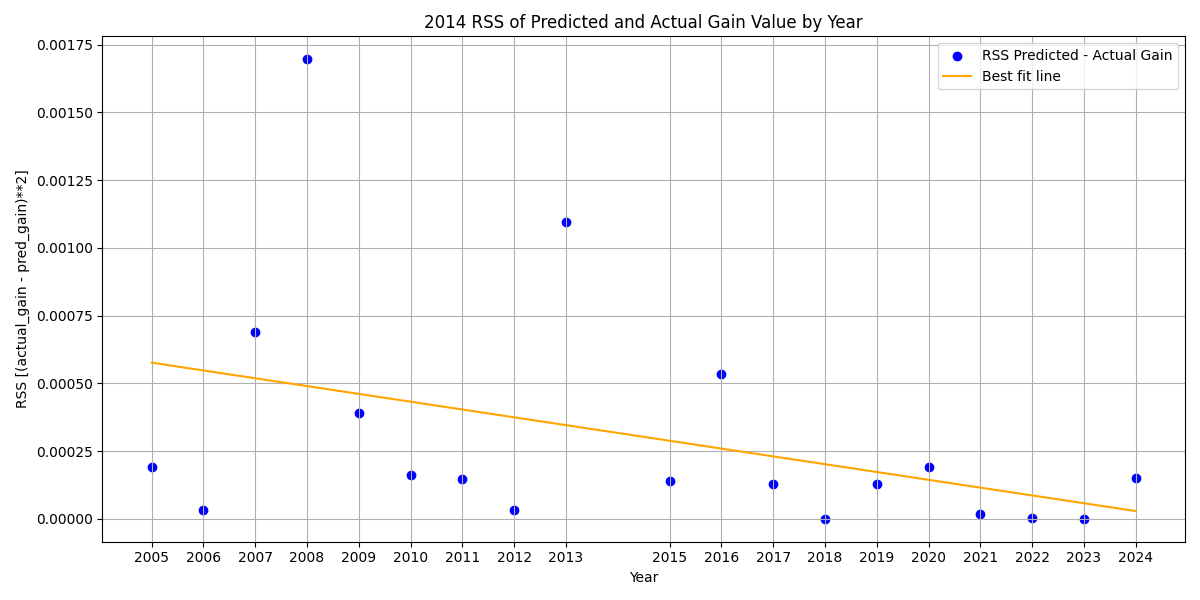 2014 RSS of Predicted and Actual Gain Value by Year
RSS Predicted - Actual Gain
Best fit line
RSS [(actual_gain - pred_gain)**2]
0.00175
0.00150
0.00125
0.00100
0.00075
0.00050
0.00025
0.00000
2005 2006 2007 2008 2009 2010 2011 2012 2013 2015 2016 2017 2018 2019 2020 2021 2022 2023 2024
Year